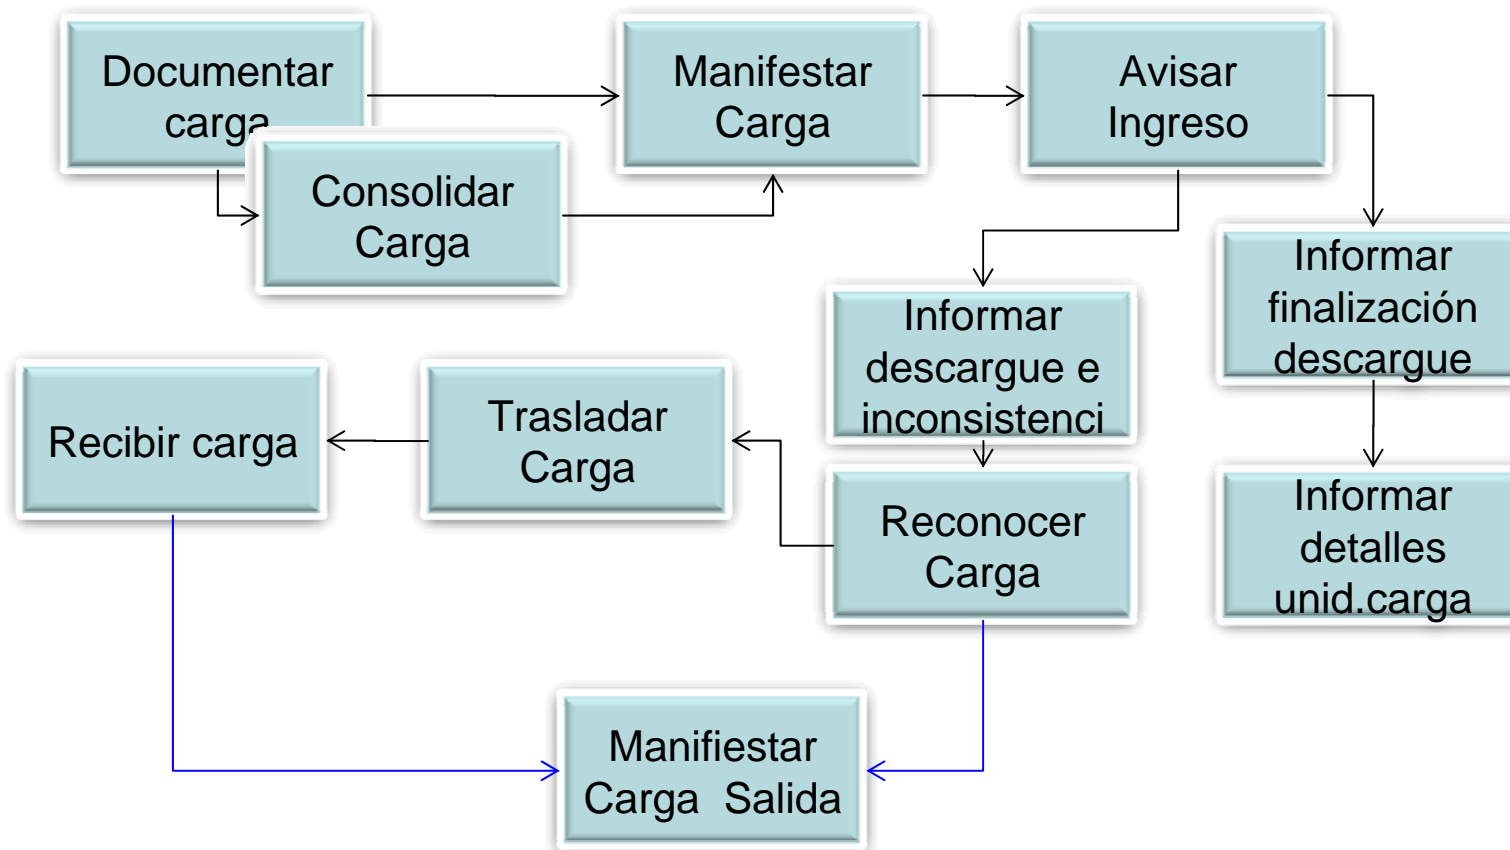 Documentar
carga
Manifestar
Carga
Avisar
Ingreso
Consolidar
Carga
Informar
finalización
descargue
Informar
descargue e
inconsistenci
Recibir carga
Trasladar
Carga
Reconocer
Carga
Informar
detalles
unid.carga
Manifiestar
Carga  Salida